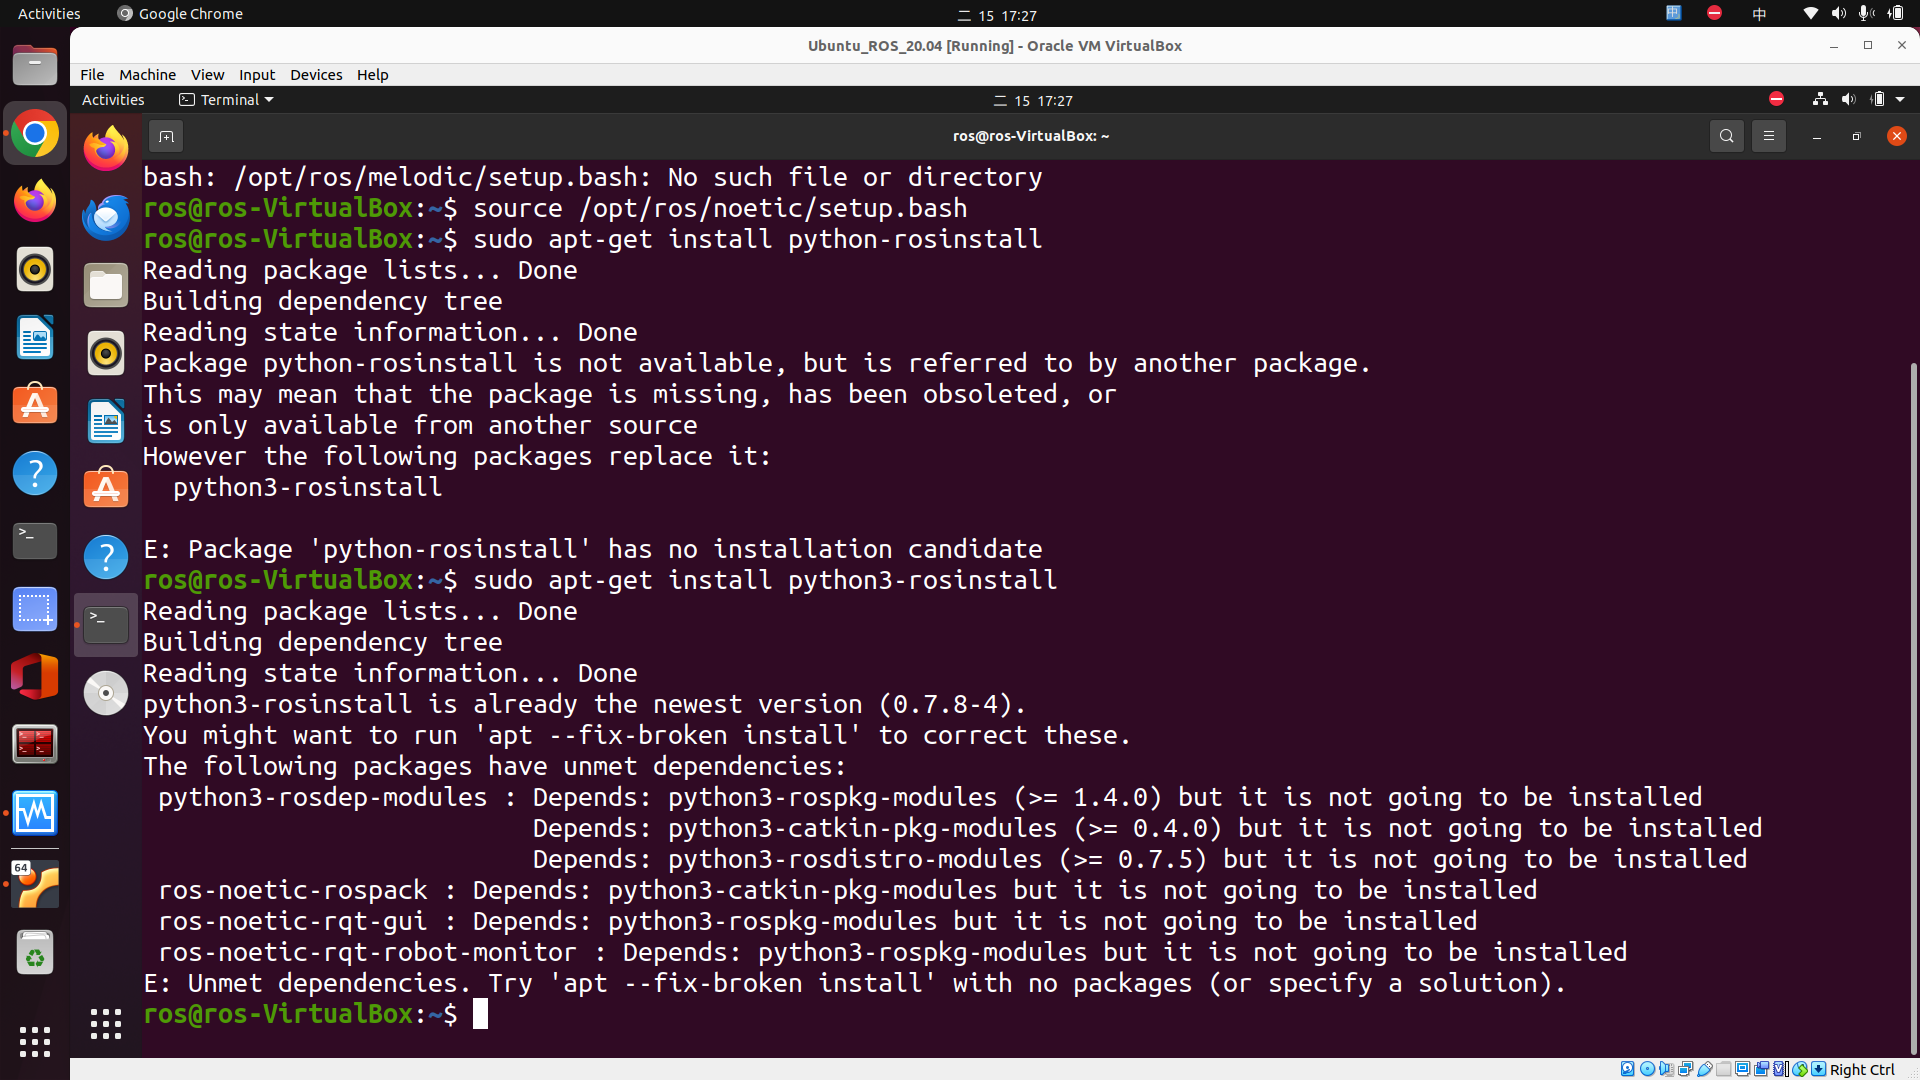 Activities
Google Chrome
二 15 17:27
中
Ubuntu_ROS_20.04 [Running] - Oracle VM VirtualBox
File Machine View Input Devices Help
Activities
Terminal
二 15 17:27
ros@ros-VirtualBox: ~
bash: /opt/ros/melodic/setup.bash: No such file or directory
ros@ros-VirtualBox:~$ source /opt/ros/noetic/setup.bash
ros@ros-VirtualBox:~$ sudo apt-get install python-rosinstall
Reading package lists... Done
Building dependency tree
Reading state information... Done
Package python-rosinstall is not available, but is referred to by another package.
This may mean that the package is missing, has been obsoleted, or
is only available from another source
However the following packages replace it:
  python3-rosinstall
E: Package 'python-rosinstall' has no installation candidate
ros@ros-VirtualBox:~$ sudo apt-get install python3-rosinstall
Reading package lists... Done
Building dependency tree
Reading state information... Done
python3-rosinstall is already the newest version (0.7.8-4).
You might want to run 'apt --fix-broken install' to correct these.
The following packages have unmet dependencies:
 python3-rosdep-modules : Depends: python3-rospkg-modules (>= 1.4.0) but it is not going to be installed
                          Depends: python3-catkin-pkg-modules (>= 0.4.0) but it is not going to be installed
                          Depends: python3-rosdistro-modules (>= 0.7.5) but it is not going to be installed
 ros-noetic-rospack : Depends: python3-catkin-pkg-modules but it is not going to be installed
 ros-noetic-rqt-gui : Depends: python3-rospkg-modules but it is not going to be installed
 ros-noetic-rqt-robot-monitor : Depends: python3-rospkg-modules but it is not going to be installed
E: Unmet dependencies. Try 'apt --fix-broken install' with no packages (or specify a solution).
ros@ros-VirtualBox:~$
64
Right Ctrl